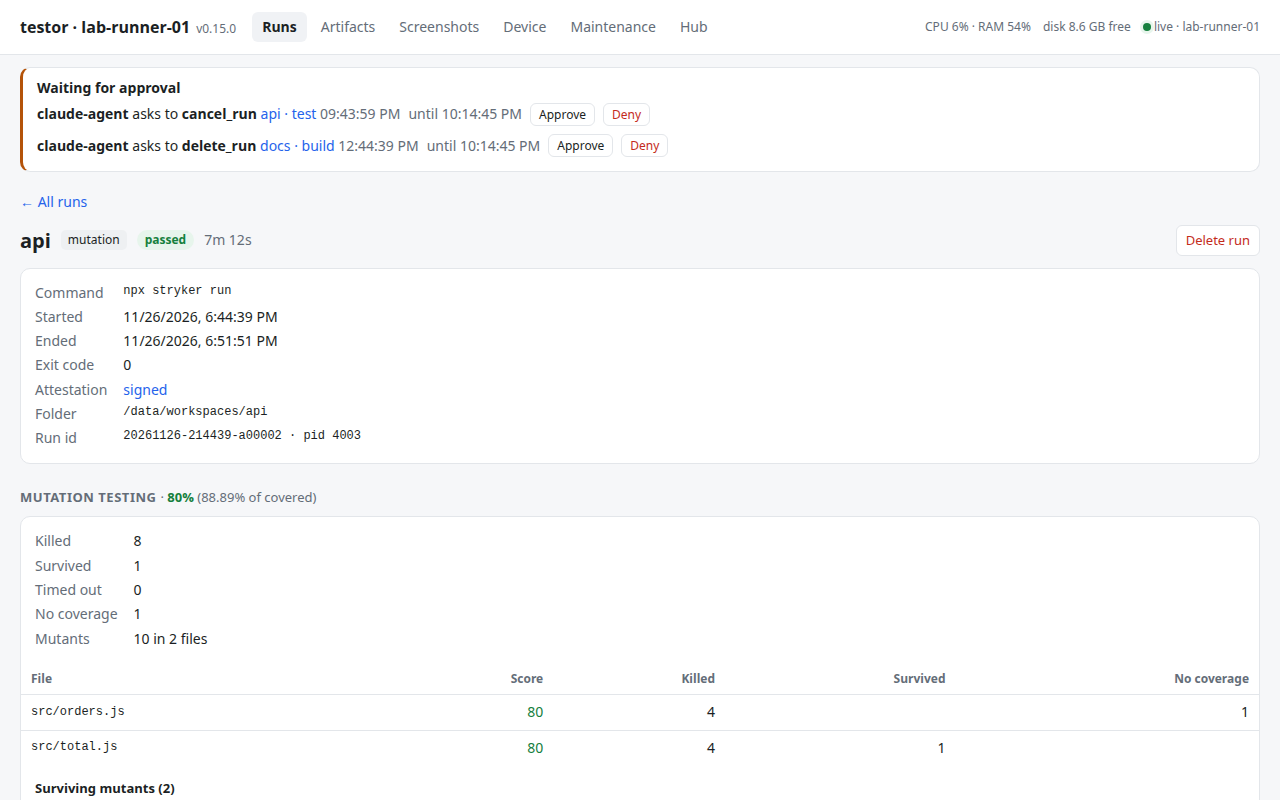 testor · lab-runner-01 v0.15.0 Runs Artifacts Screenshots Device Maintenance Hub CPU 6% · RAM 54% disk 8.6 GB free live · lab-runner-01
Waiting for approval
claude-agent asks to cancel_run api · test 09:43:59 PM until 10:14:45 PM Approve Deny
claude-agent asks to delete_run docs · build 12:44:39 PM until 10:14:45 PM Approve Deny
← All runs
api mutation passed 7m 12s Delete run
Command npx stryker run
Started 11/26/2026, 6:44:39 PM
Ended 11/26/2026, 6:51:51 PM
Exit code 0
Attestation signed
Folder /data/workspaces/api
Run id 20261126-214439-a00002 · pid 4003
MUTATION TESTING · 80% (88.89% of covered)
Killed 8
Survived 1
Timed out 0
No coverage 1
Mutants 10 in 2 files
File Score Killed Survived No coverage
src/orders.js 80 4 1
src/total.js 80 4 1
Surviving mutants (2)